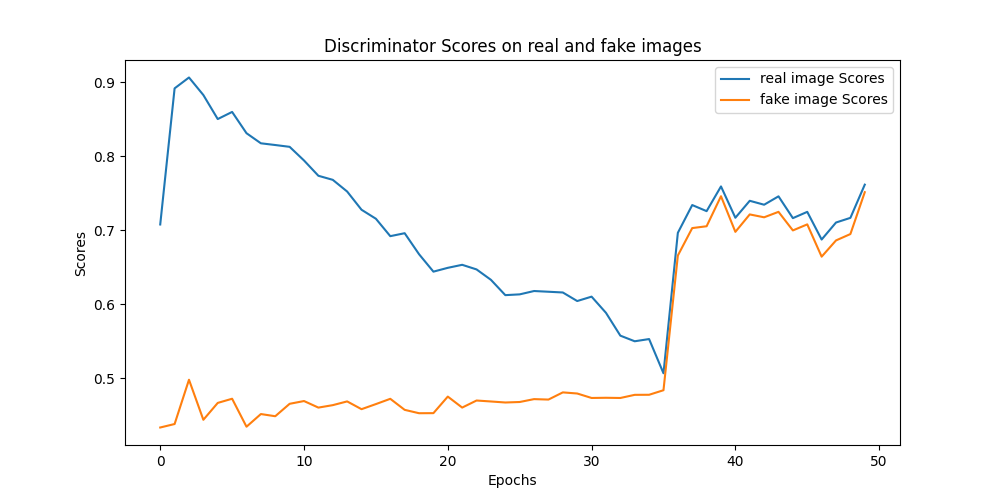 Discriminator Scores on real and fake images
real image Scores
fake image Scores
0.9
0.8
0.7
0.6
0.5
Scores
0 10 20 30 40 50
Epochs